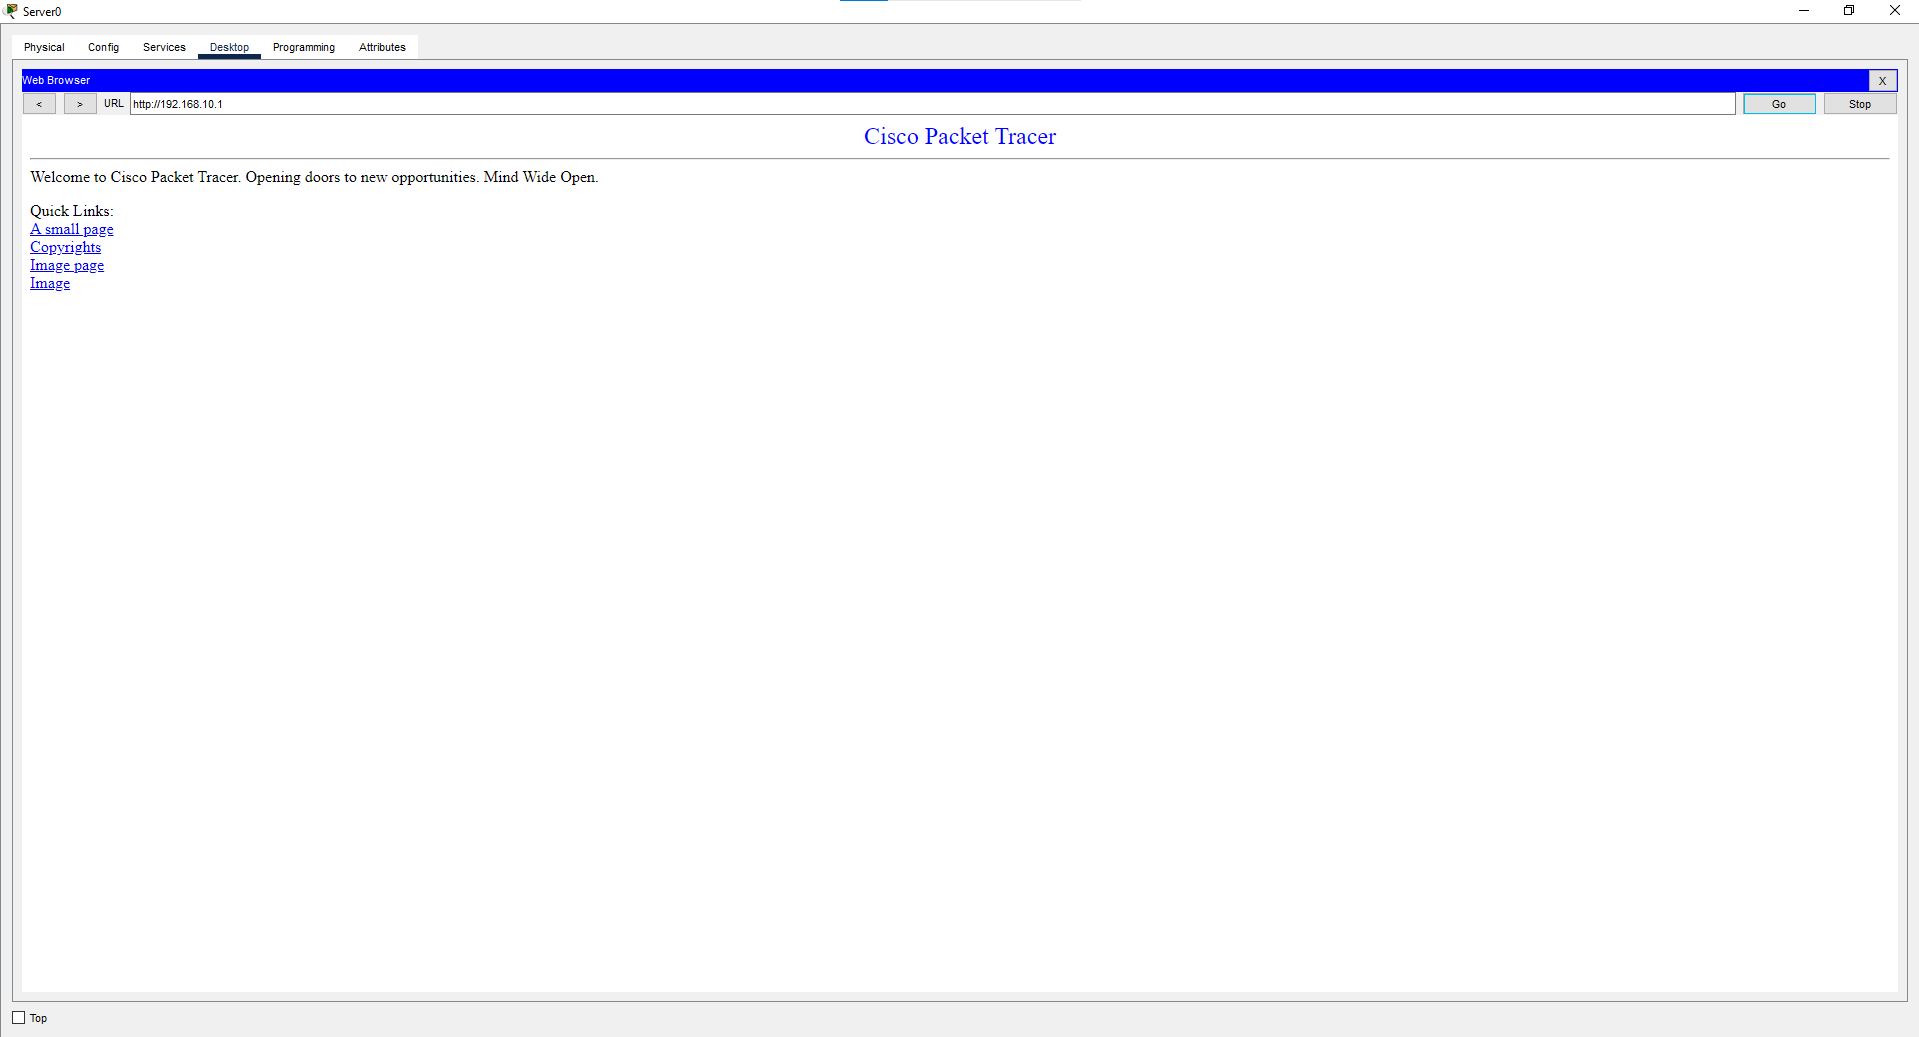 Server0
Physical Config Services Desktop Programming Attributes
Web Browser X
< > URL http://192.168.10.1 Go Stop
Cisco Packet Tracer
Welcome to Cisco Packet Tracer. Opening doors to new opportunities. Mind Wide Open.
Quick Links:
A small page
Copyrights
Image page
Image
Top